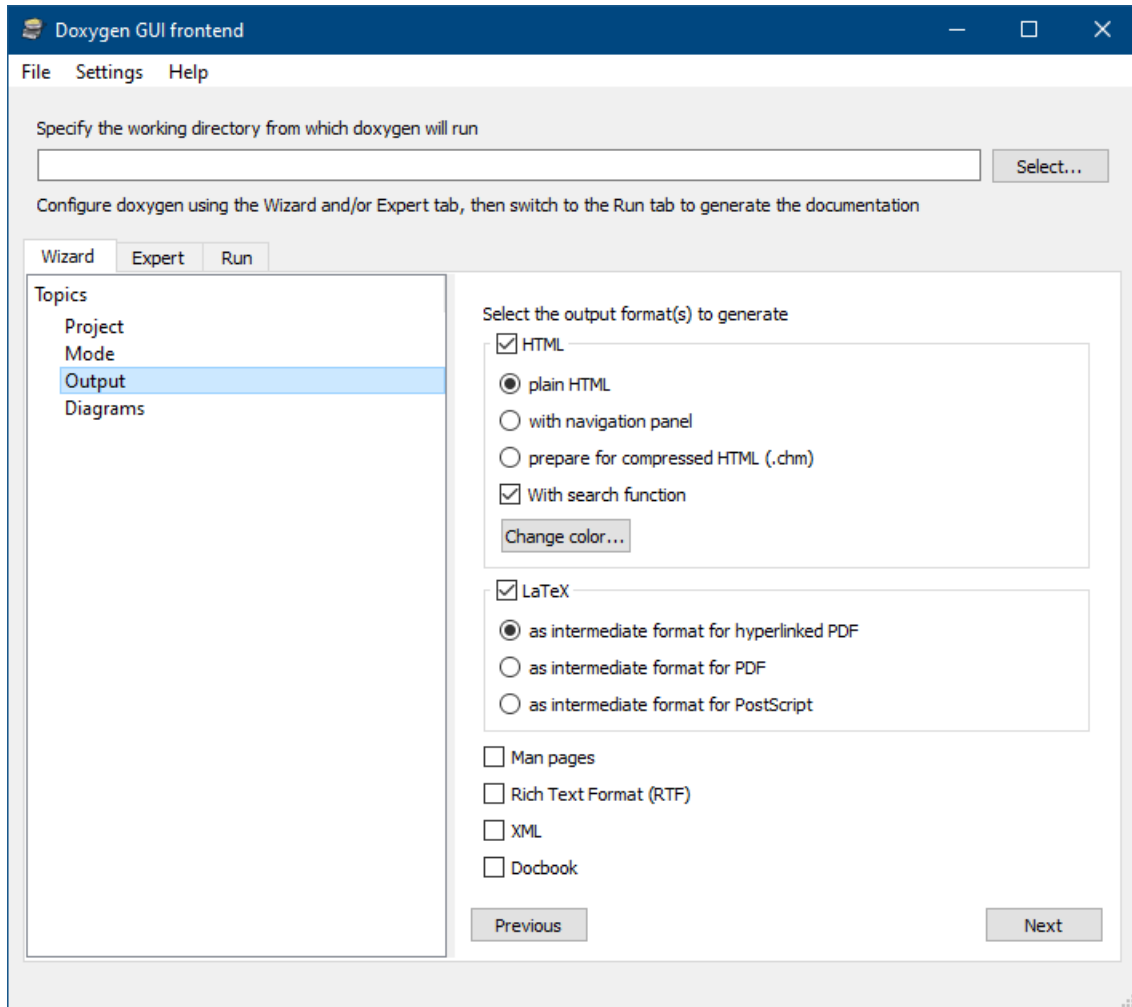 Doxygen GUI frontend
File Settings Help
Specify the working directory from which doxygen will run
Select...
Configure doxygen using the Wizard and/or Expert tab, then switch to the Run tab to generate the documentation
Wizard Expert Run
Topics
Project
Mode
Output
Diagrams
Select the output format(s) to generate
HTML
plain HTML
with navigation panel
prepare for compressed HTML (.chm)
With search function
Change color...
LaTeX
as intermediate format for hyperlinked PDF
as intermediate format for PDF
as intermediate format for PostScript
Man pages
Rich Text Format (RTF)
XML
Docbook
Previous Next